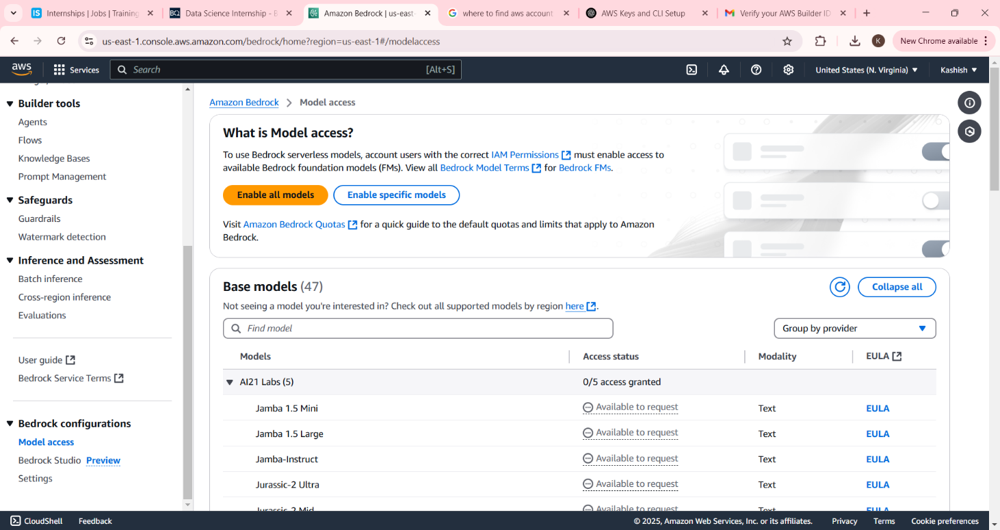 Internships | Jobs | Training
Data Science Internship - B
Amazon Bedrock | us-east-
where to find aws account
AWS Keys and CLI Setup
Verify your AWS Builder ID
us-east-1.console.aws.amazon.com/bedrock/home?region=us-east-1#/modelaccess
K
New Chrome available
aws
Services
Search
[Alt+S]
United States (N. Virginia)
Kashish
Builder tools
Agents
Flows
Knowledge Bases
Prompt Management
Safeguards
Guardrails
Watermark detection
Inference and Assessment
Batch inference
Cross-region inference
Evaluations
User guide
Bedrock Service Terms
Bedrock configurations
Model access
Bedrock Studio Preview
Settings
Amazon Bedrock > Model access
What is Model access?
To use Bedrock serverless models, account users with the correct IAM Permissions must enable access to
available Bedrock foundation models (FMs). View all Bedrock Model Terms for Bedrock FMs.
Enable all models
Enable specific models
Visit Amazon Bedrock Quotas for a quick guide to the default quotas and limits that apply to Amazon
Bedrock.
Base models (47)
Collapse all
Not seeing a model you're interested in? Check out all supported models by region here.
Find model
Group by provider
Models Access status Modality EULA
AI21 Labs (5) 0/5 access granted
Jamba 1.5 Mini Available to request Text EULA
Jamba 1.5 Large Available to request Text EULA
Jamba-Instruct Available to request Text EULA
Jurassic-2 Ultra Available to request Text EULA
Jurassic-2 Mid Available to request Text EULA
CloudShell Feedback © 2025, Amazon Web Services, Inc. or its affiliates. Privacy Terms Cookie preferences